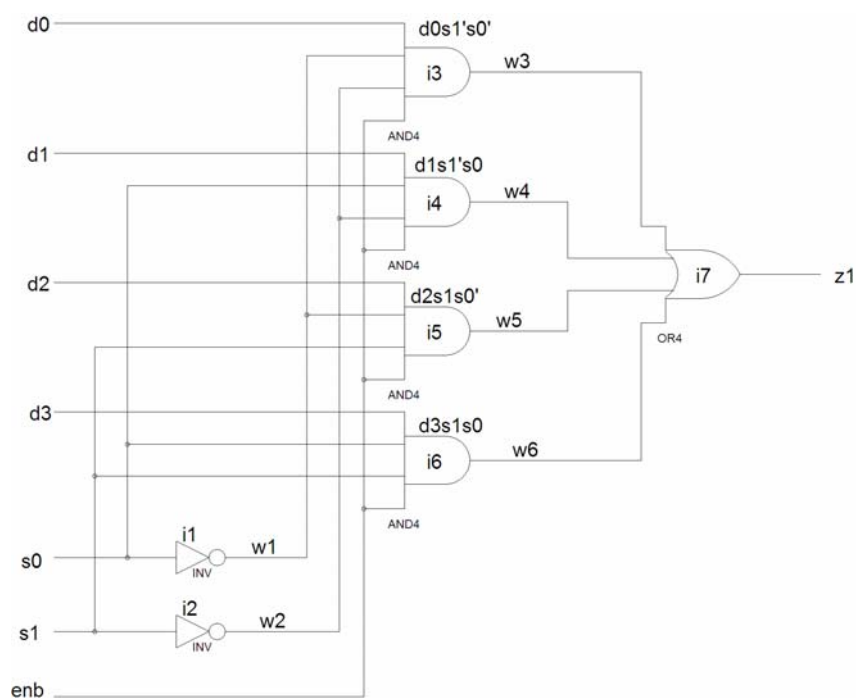 d0
d0s1's0'
i3
w3
AND4
d1
d1s1's0
i4
w4
AND4
i7
z1
OR4
d2
d2s1s0'
i5
w5
AND4
d3
d3s1s0
i6
w6
AND4
s0
i1
w1
INV
s1
i2
w2
INV
enb